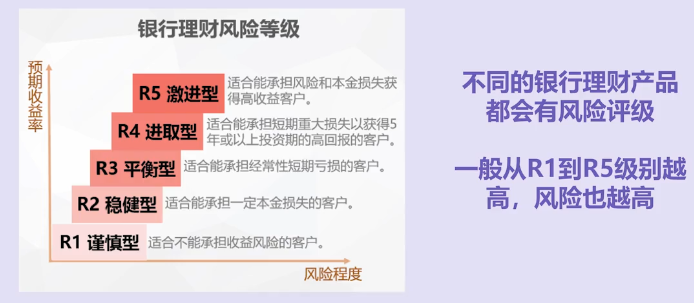 银行理财风险等级
预期收益率
R5 激进型
适合能承担风险和本金损失获
得高收益客户。
R4 进取型
适合能承担短期重大损失以获得5
年或以上投资期的高回报的客户。
R3 平衡型
适合能承担经常性短期亏损的客户。
R2 稳健型
适合能承担一定本金损失的客户。
R1 谨慎型
适合不能承担收益风险的客户。
风险程度
不同的银行理财产品
都会有风险评级
一般从R1到R5级别越
高，风险也越高